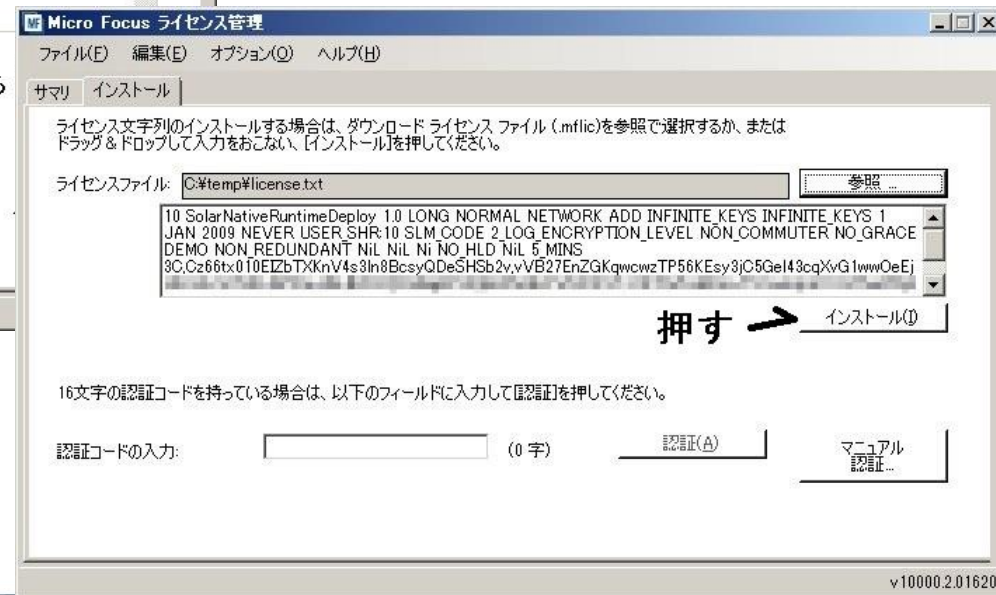 Micro Focus ライセンス管理
ファイル(F) 編集(E) オプション(O) ヘルプ(H)
サマリ インストール
ライセンス文字列のインストールする場合は、ダウンロード ライセンス ファイル (.mflic)を参照で選択するか、または
ドラッグ & ドロップして入力をおこない、[インストール]を押してください。
ライセンスファイル: C:¥temp¥license.txt 参照 ...
10 SolarNativeRuntimeDeploy 1.0 LONG NORMAL NETWORK ADD INFINITE_KEYS INFINITE_KEYS 1
JAN 2009 NEVER USER_SHR:10 SLM_CODE 2_LOG_ENCRYPTION_LEVEL NON_COMMUTER NO_GRACE
DEMO NON_REDUNDANT NiL NiL Ni NO_HLD NiL 5_MINS
インストール(I)
押す
16文字の認証コードを持っている場合は、以下のフィールドに入力して[認証]を押してください。
認証コードの入力: (0 字) 認証(A) マニュアル
認証...
v10000.2.01620